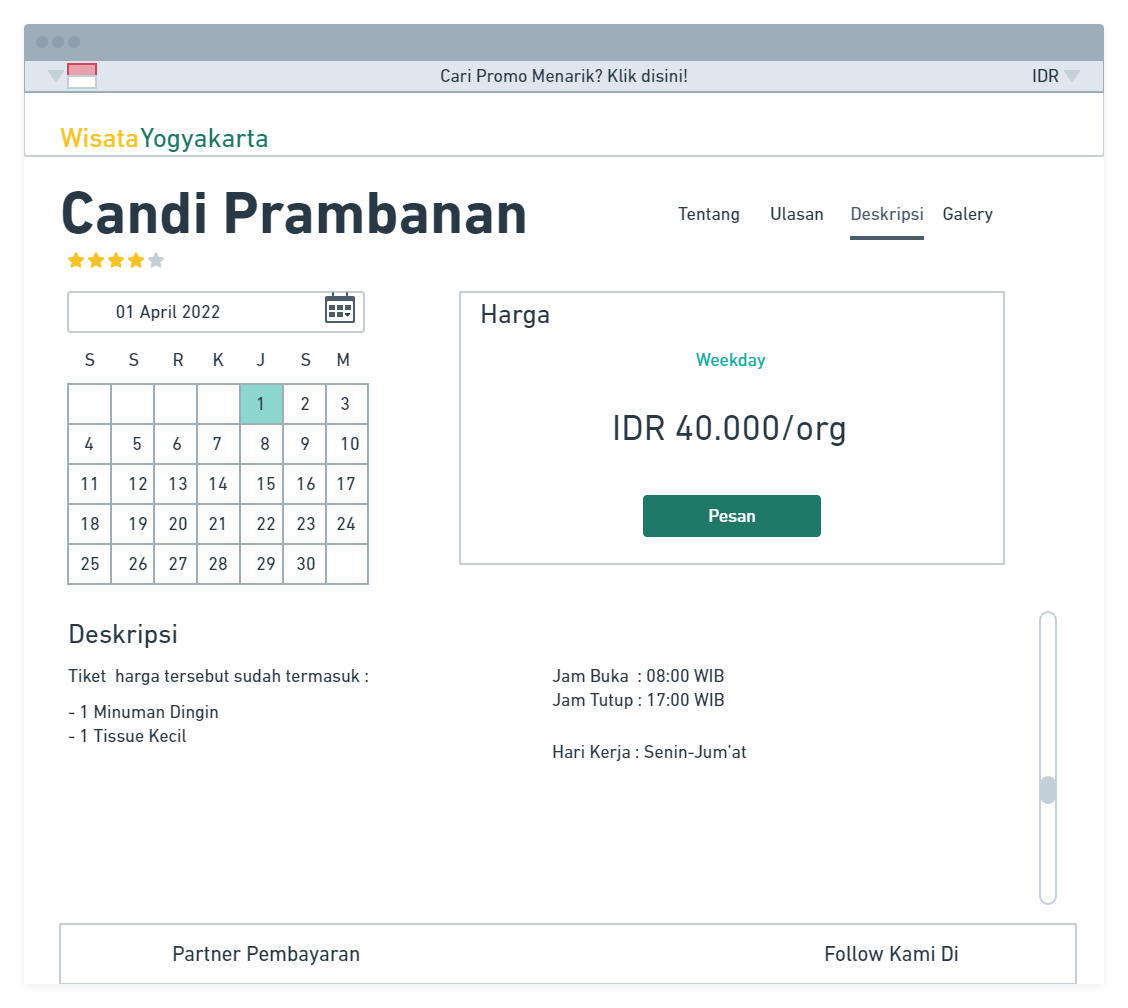 Cari Promo Menarik? Klik disini!
IDR
WisataYogyakarta
Candi Prambanan
Tentang Ulasan Deskripsi Galery
01 April 2022
S S R K J S M
1 2 3
4 5 6 7 8 9 10
11 12 13 14 15 16 17
18 19 20 21 22 23 24
25 26 27 28 29 30
Harga
Weekday
IDR 40.000/org
Pesan
Deskripsi
Tiket  harga tersebut sudah termasuk :
- 1 Minuman Dingin
- 1 Tissue Kecil
Jam Buka  : 08:00 WIB
Jam Tutup : 17:00 WIB
Hari Kerja : Senin-Jum'at
Partner Pembayaran
Follow Kami Di